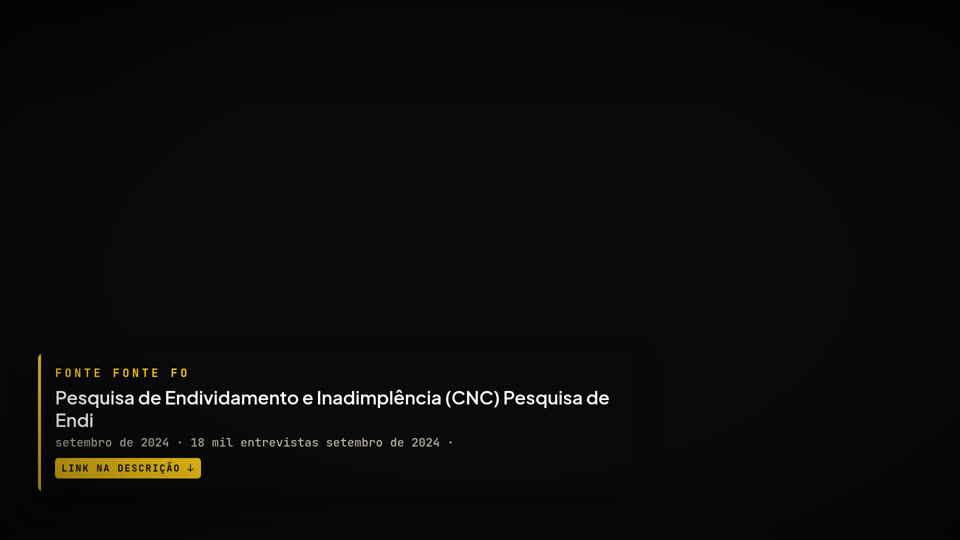 FONTE FONTE FO
Pesquisa de Endividamento e Inadimplência (CNC) Pesquisa de
Endi
setembro de 2024 · 18 mil entrevistas setembro de 2024 ·
LINK NA DESCRIÇÃO ↓